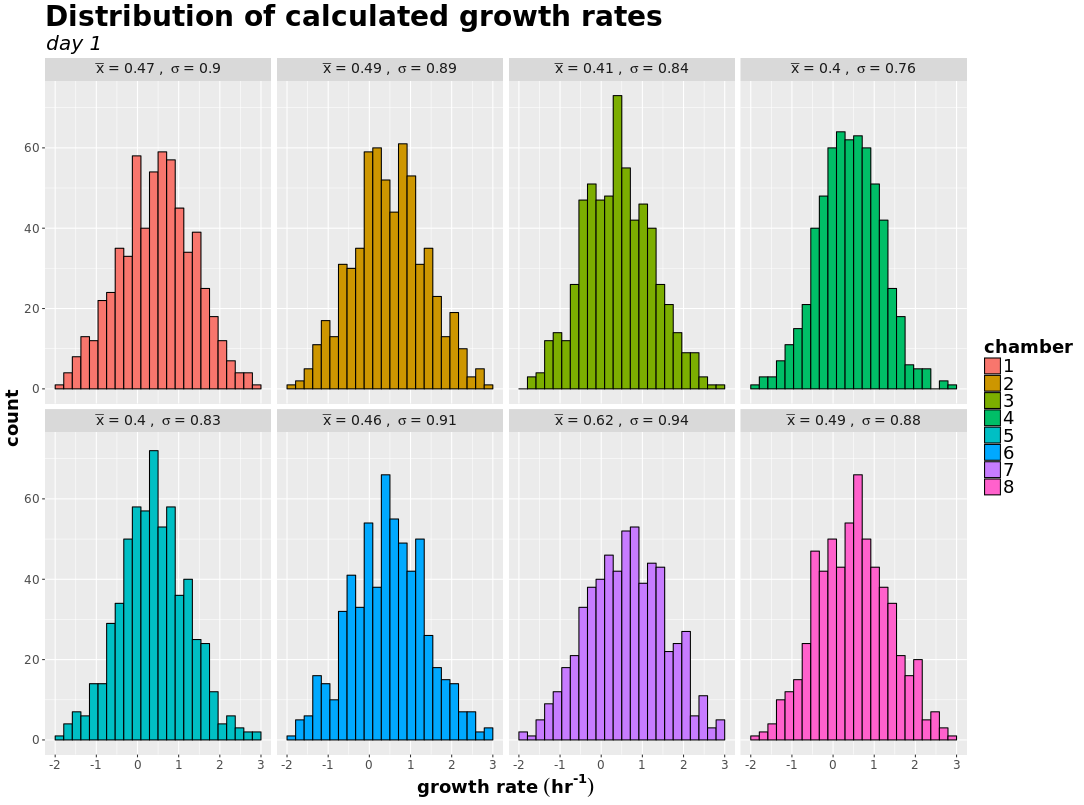 Distribution of calculated growth rates
day 1
x̅ = 0.47 , σ = 0.9
x̅ = 0.49 , σ = 0.89
x̅ = 0.41 , σ = 0.84
x̅ = 0.4 , σ = 0.76
60
40
20
0
x̅ = 0.4 , σ = 0.83
x̅ = 0.46 , σ = 0.91
x̅ = 0.62 , σ = 0.94
x̅ = 0.49 , σ = 0.88
60
40
20
0
-2 -1 0 1 2 3
-2 -1 0 1 2 3
-2 -1 0 1 2 3
-2 -1 0 1 2 3
growth rate (hr⁻¹)
count
chamber
1
2
3
4
5
6
7
8